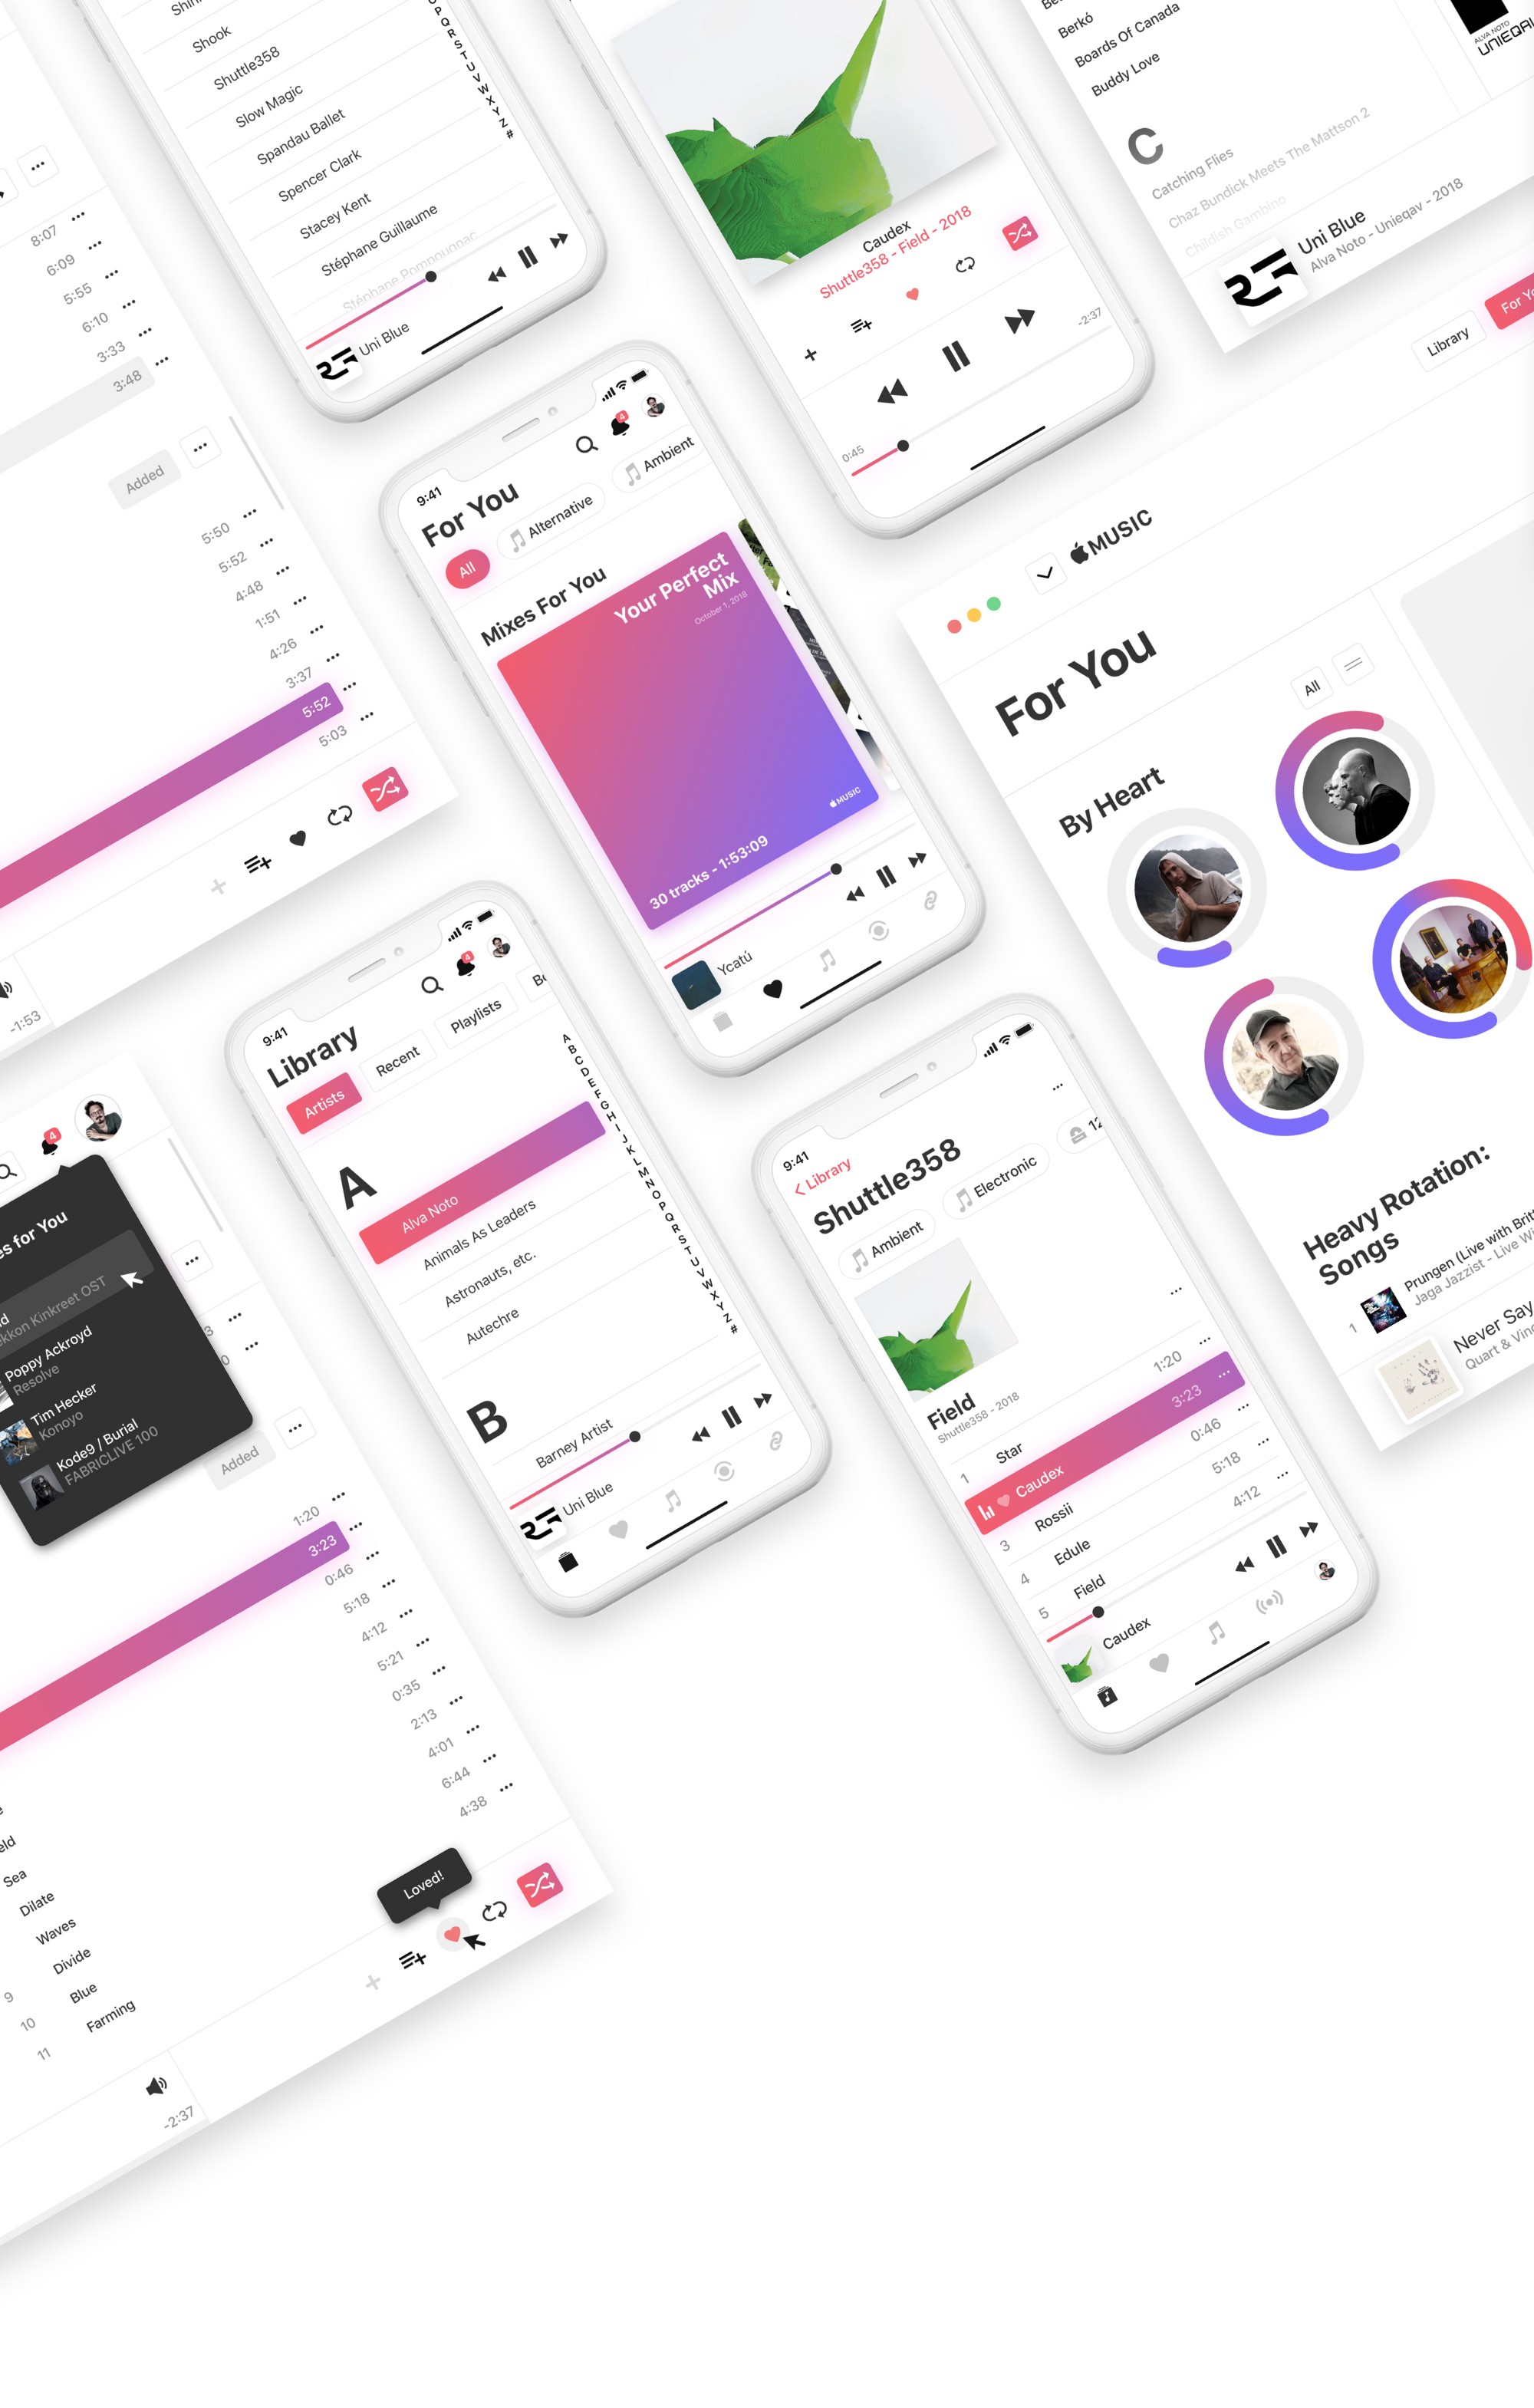 Shook
Shuttle358
Slow Magic
Spandau Ballet
Spencer Clark
Stacey Kent
Stéphane Guillaume
Stéphane Pompougnac
P
Q
R
S
T
U
V
W
X
Y
Z
#
Uni Blue
Caudex
Shuttle358 - Field - 2018
0:45
-2:37
Berkó
Boards Of Canada
Buddy Love
C
Catching Flies
Chaz Bundick Meets The Mattson 2
Childish Gambino
ALVA NOTO
Uni Blue
Alva Noto - Unieqav - 2018
8:07
6:09
5:55
6:10
3:33
3:48
Added
5:50
5:52
4:48
1:51
4:26
3:37
5:52
5:03
-1:53
9:41
4
For You
All
Alternative
Ambient
Mixes For You
Your Perfect
Mix
October 1, 2018
30 tracks - 1:53:09
MUSIC
Ycatú
Library
MUSIC
For You
All
By Heart
Heavy Rotation:
Songs
1
Prungen (Live with
Jaga Jazzist - Live
Never Say
Quart &
9:41
4
Library
Artists
Recent
Playlists
A
Alva Noto
Animals As Leaders
Astronauts, etc.
Autechre
B
Barney Artist
A
B
C
D
E
F
G
H
I
J
K
L
M
N
O
P
Q
R
S
T
U
V
W
X
Y
Z
#
Uni Blue
9:41
Library
Shuttle358
Ambient
Electronic
12
Field
Shuttle358 - 2018
1 Star 1:20
Caudex 3:23
3 Rossii 0:46
4 Edule 5:18
5 Field 4:12
Caudex
4
for You
Kinkreet OST
Poppy Ackroyd
Resolve
Tim Hecker
Konoyo
Kode9 / Burial
FABRICLIVE 100
Added
1:20
3:23
0:46
5:18
4:12
5:21
0:35
2:13
4:01
6:44
4:38
Sea
Dilate
Waves
9 Divide
10 Blue
11 Farming
Loved!
-2:37